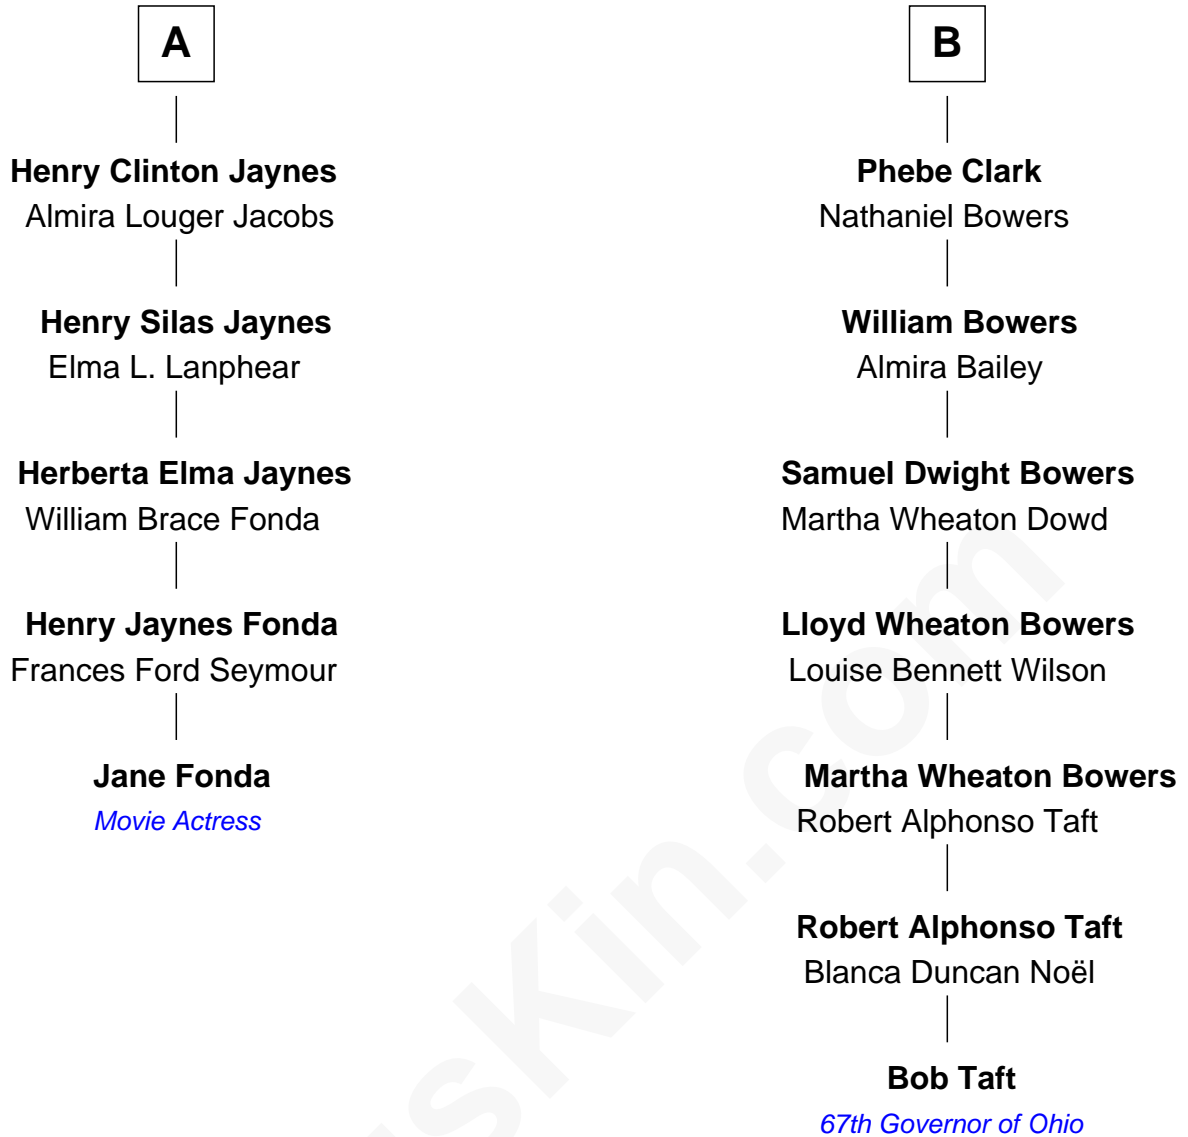 A
Henry Clinton Jaynes
Almira Louger Jacobs
Henry Silas Jaynes
Elma L. Lanphear
Herberta Elma Jaynes
William Brace Fonda
Henry Jaynes Fonda
Frances Ford Seymour
Jane Fonda
Movie Actress
B
Phebe Clark
Nathaniel Bowers
William Bowers
Almira Bailey
Samuel Dwight Bowers
Martha Wheaton Dowd
Lloyd Wheaton Bowers
Louise Bennett Wilson
Martha Wheaton Bowers
Robert Alphonso Taft
Robert Alphonso Taft
Blanca Duncan Noël
Bob Taft
67th Governor of Ohio